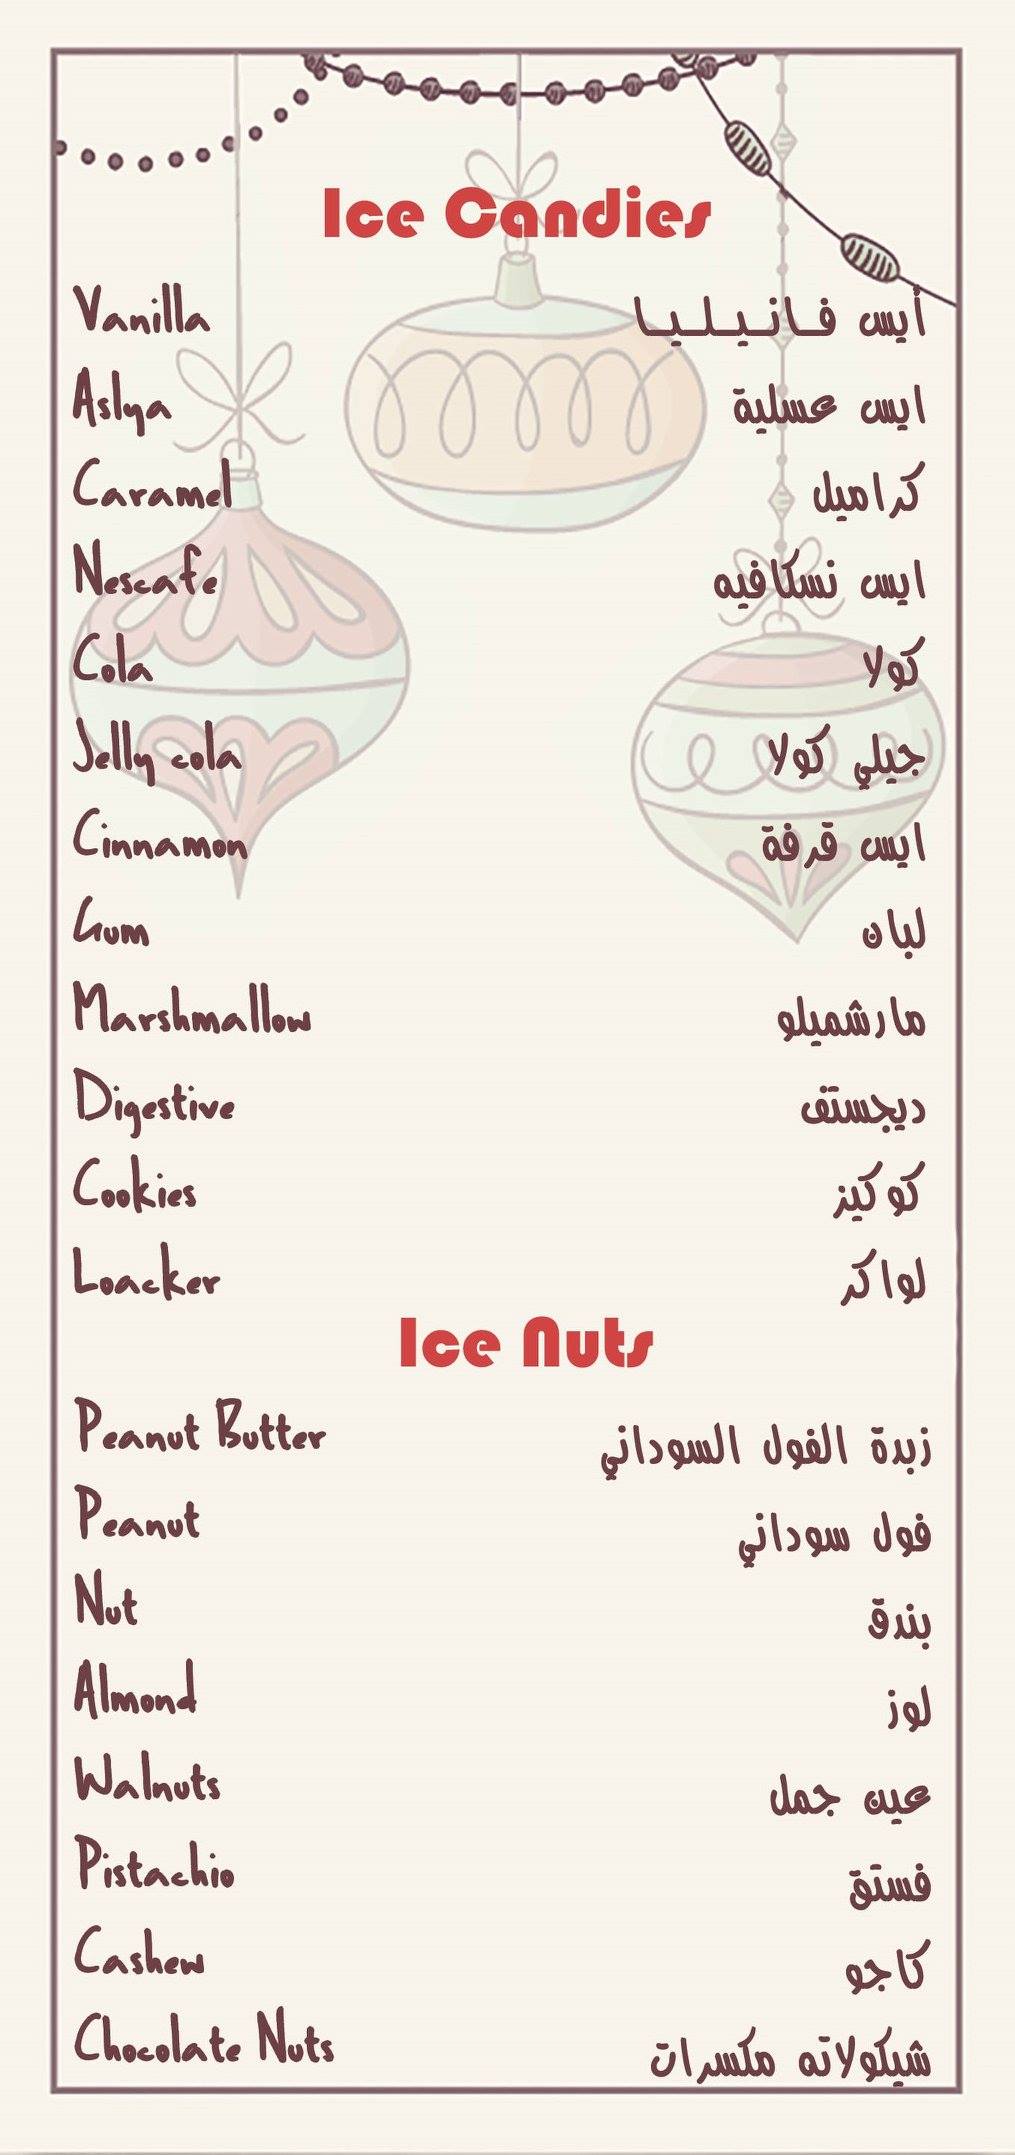 Ice Candies
Vanilla أيس فـانـيـلـيـا
Aslya ايس عسلية
Caramel كراميل
Nescafe ايس نسكافيه
Cola كولا
Jelly cola جيلي كولا
Cinnamon ايس قرفة
Gum لبان
Marshmallow مارشميلو
Digestive ديجستف
Cookies كوكيز
Loacker لواكر
Ice Nuts
Peanut Butter زبدة الفول السوداني
Peanut فول سوداني
Nut بندق
Almond لوز
Walnuts عين جمل
Pistachio فستق
Cashew كاجو
Chocolate Nuts شيكولاته مكسرات